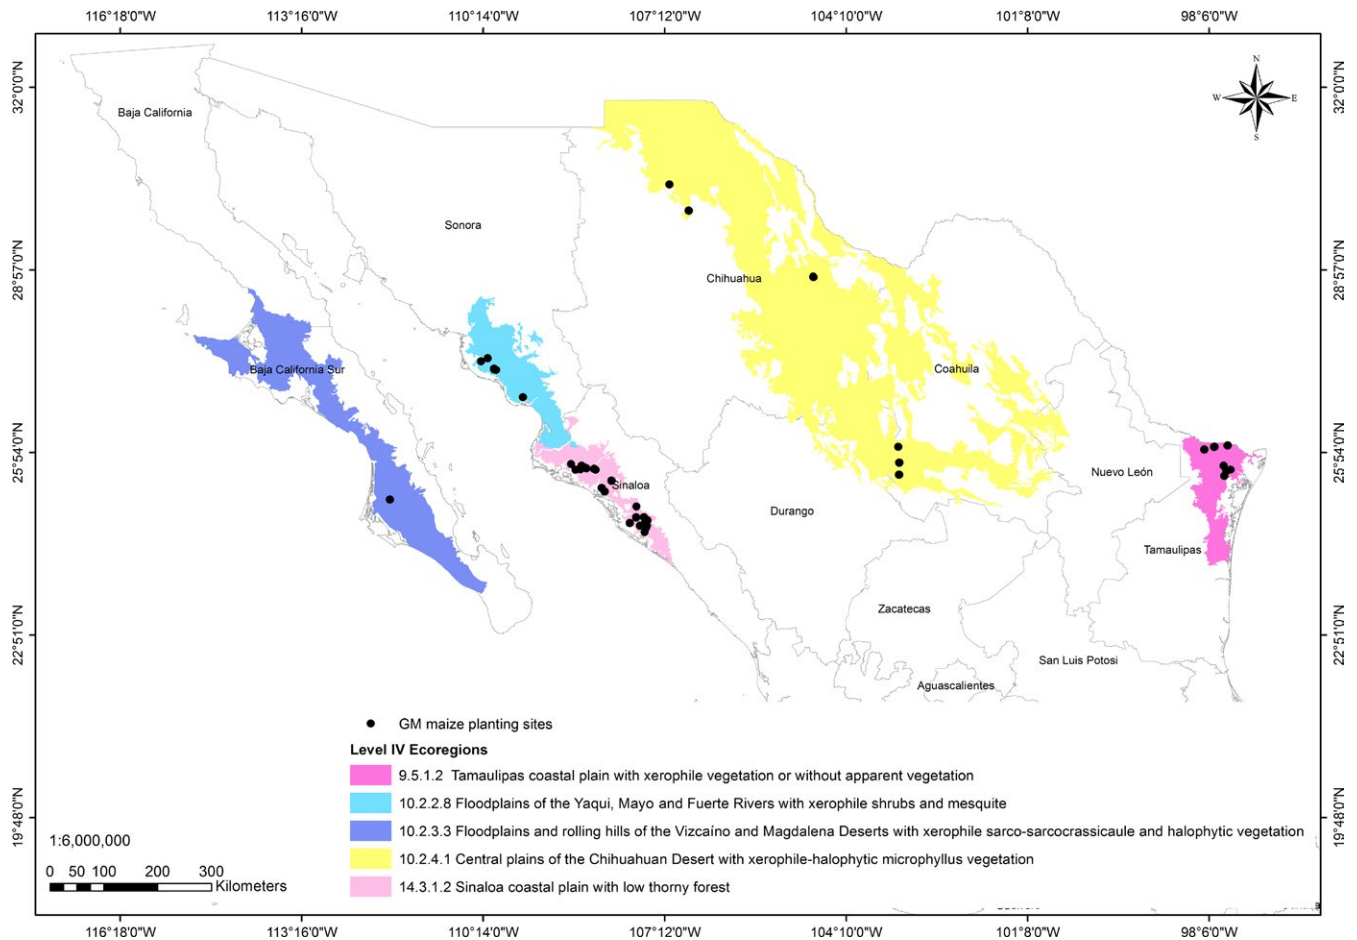 116°18'0"W 113°16'0"W 110°14'0"W 107°12'0"W 104°10'0"W 101°8'0"W 98°6'0"W
32°0'0"N
28°57'0"N
25°54'0"N
22°51'0"N
19°48'0"N
N
W E
S
32°0'0"N
28°57'0"N
25°54'0"N
22°51'0"N
19°48'0"N
Baja California
Sonora
Chihuahua
Baja California Sur
Coahuila
Nuevo León
Sinaloa
Durango
Tamaulipas
Zacatecas
San Luis Potosi
Aguascalientes
GM maize planting sites
Level IV Ecoregions
9.5.1.2 Tamaulipas coastal plain with xerophile vegetation or without apparent vegetation
10.2.2.8 Floodplains of the Yaqui, Mayo and Fuerte Rivers with xerophile shrubs and mesquite
10.2.3.3 Floodplains and rolling hills of the Vizcaíno and Magdalena Deserts with xerophile sarco-sarcocrassicaule and halophytic vegetation
10.2.4.1 Central plains of the Chihuahuan Desert with xerophile-halophytic microphyllus vegetation
14.3.1.2 Sinaloa coastal plain with low thorny forest
1:6,000,000
0 50 100 200 300
Kilometers
116°18'0"W 113°16'0"W 110°14'0"W 107°12'0"W 104°10'0"W 101°8'0"W 98°6'0"W